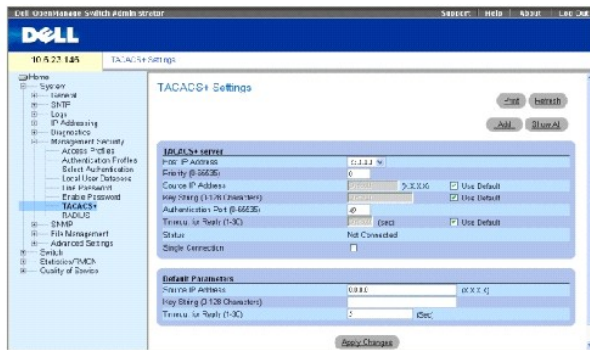 Dell OpenManage Switch Administrator
Support Help About Log Out
DELL
10.6.23.146
TACACS+ Settings
Home
System
General
SNTP
Logs
IP Addressing
Diagnostics
Management Security
Access Profiles
Authentication Profiles
Select Authentication
Local User Database
Line Password
Enable Password
TACACS+
RADIUS
SNMP
File Management
Advanced Settings
Switch
Statistics/RMON
Quality of Service
TACACS+ Settings
Print Refresh
Add Show All
TACACS+ server
Host IP Address
Priority (0-65535) 0
Source IP Address (X.X.X.X) Use Default
Key String (0-128 Characters) Use Default
Authentication Port (0-65535) 49
Timeout for Reply (1-30) (sec) Use Default
Status Not Connected
Single Connection
Default Parameters
Source IP Address 0.0.0.0 (X.X.X.X)
Key String (0-128 Characters)
Timeout for Reply (1-30) 5 (Sec)
Apply Changes